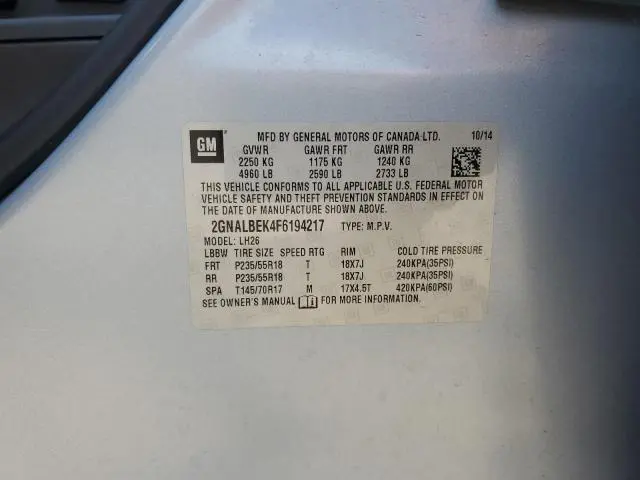 GM
MFD BY GENERAL MOTORS OF CANADA LTD. 10/14
GVWR GAWR FRT GAWR RR
2250 KG 1175 KG 1240 KG
4960 LB 2590 LB 2733 LB
THIS VEHICLE CONFORMS TO ALL APPLICABLE U.S. FEDERAL MOTOR
VEHICLE SAFETY AND THEFT PREVENTION STANDARDS IN EFFECT ON THE
DATE OF MANUFACTURE SHOWN ABOVE.
2GNALBEK4F6194217 TYPE: M.P.V.
MODEL: LH26
LBBW TIRE SIZE SPEED RTG RIM COLD TIRE PRESSURE
FRT P235/55R18 T 18X7J 240KPA(35PSI)
RR P235/55R18 T 18X7J 240KPA(35PSI)
SPA T145/70R17 M 17X4.5T 420KPA(60PSI)
SEE OWNER'S MANUAL FOR MORE INFORMATION.